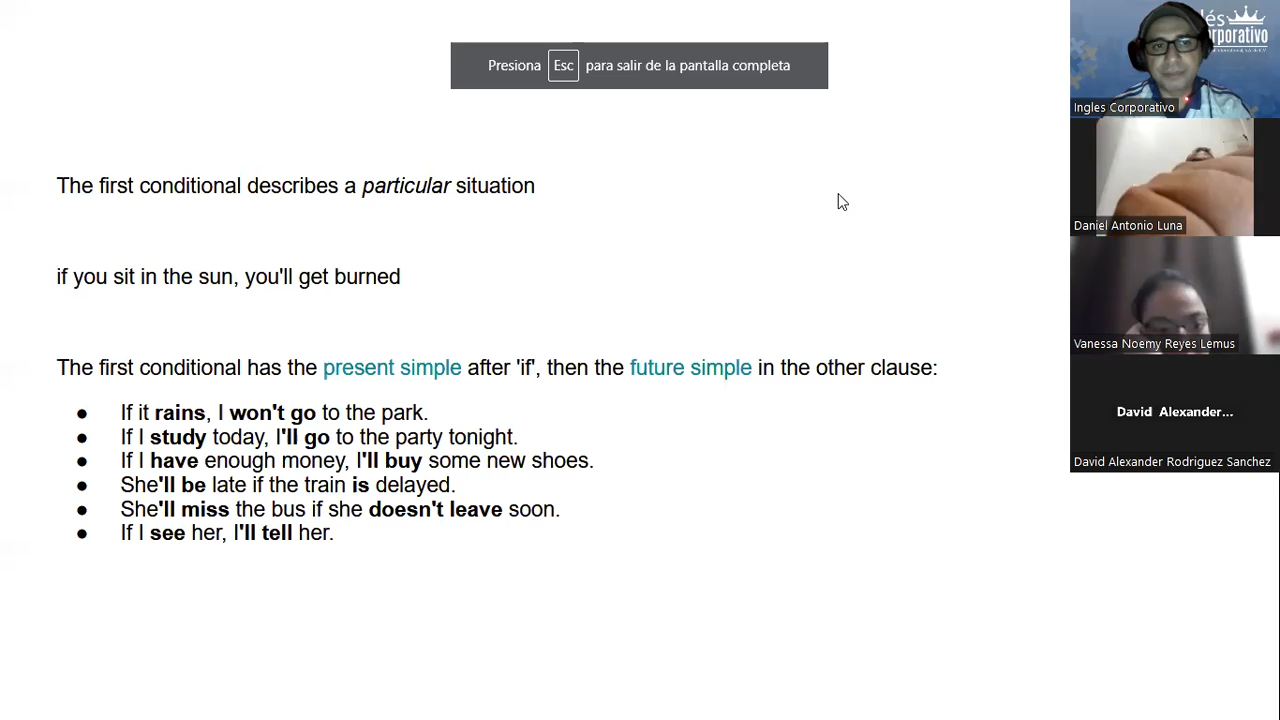 Presiona Esc para salir de la pantalla completa
The first conditional describes a particular situation
if you sit in the sun, you'll get burned
The first conditional has the present simple after 'if', then the future simple in the other clause:
● If it rains, I won't go to the park.
● If I study today, I'll go to the party tonight.
● If I have enough money, I'll buy some new shoes.
● She'll be late if the train is delayed.
● She'll miss the bus if she doesn't leave soon.
● If I see her, I'll tell her.
lés
rporativo
Ingles Corporativo
Daniel Antonio Luna
Vanessa Noemy Reyes Lemus
David Alexander...
David Alexander Rodriguez Sanchez